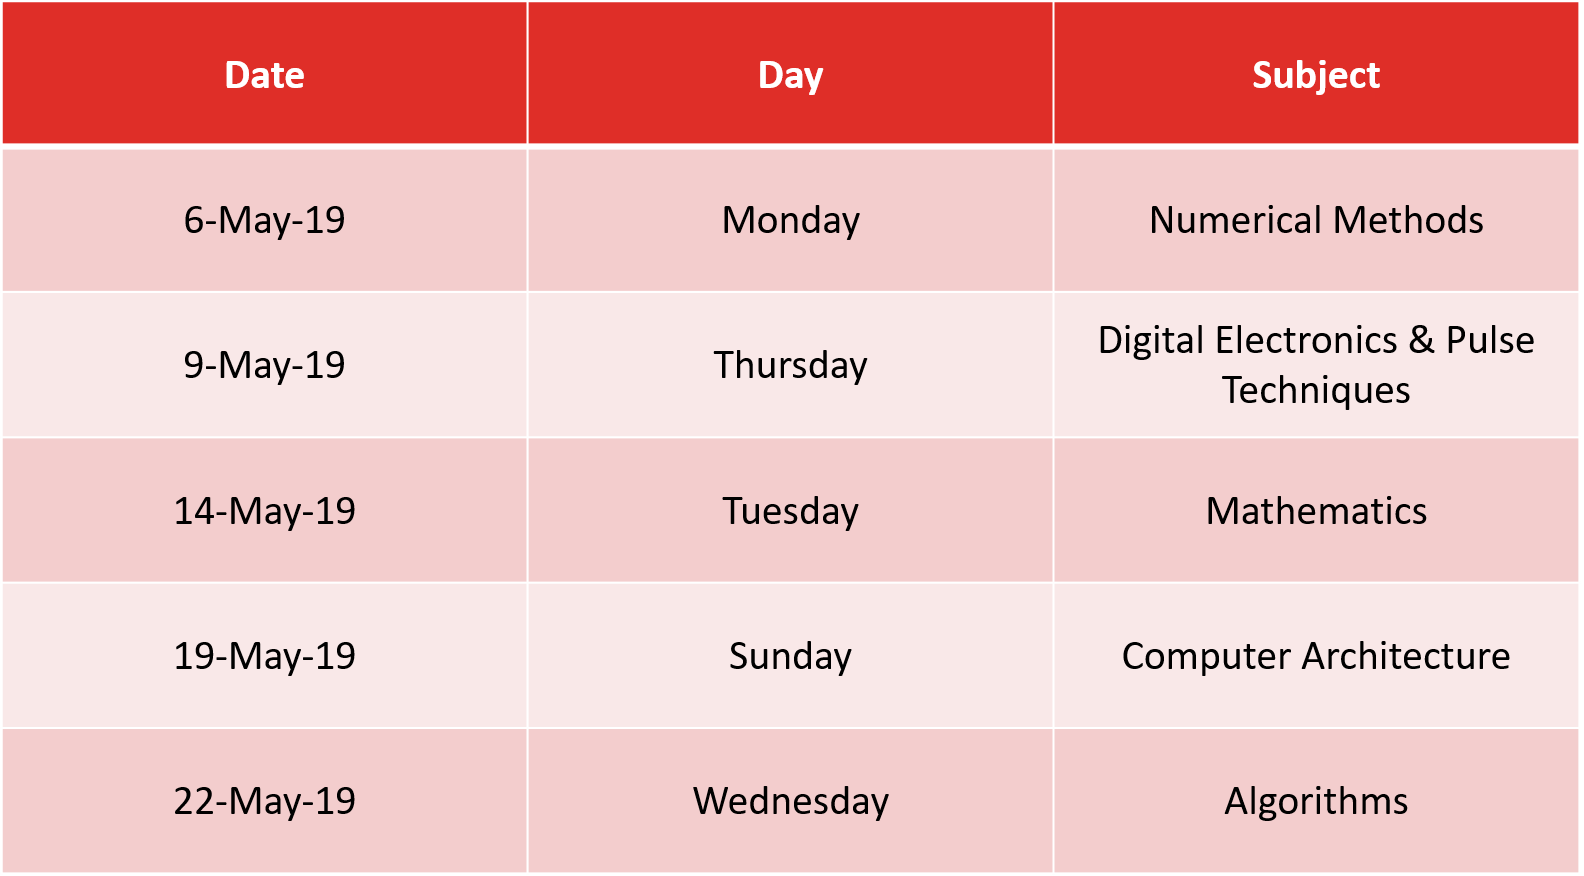 Date Day Subject
6-May-19 Monday Numerical Methods
9-May-19 Thursday Digital Electronics & Pulse
Techniques
14-May-19 Tuesday Mathematics
19-May-19 Sunday Computer Architecture
22-May-19 Wednesday Algorithms